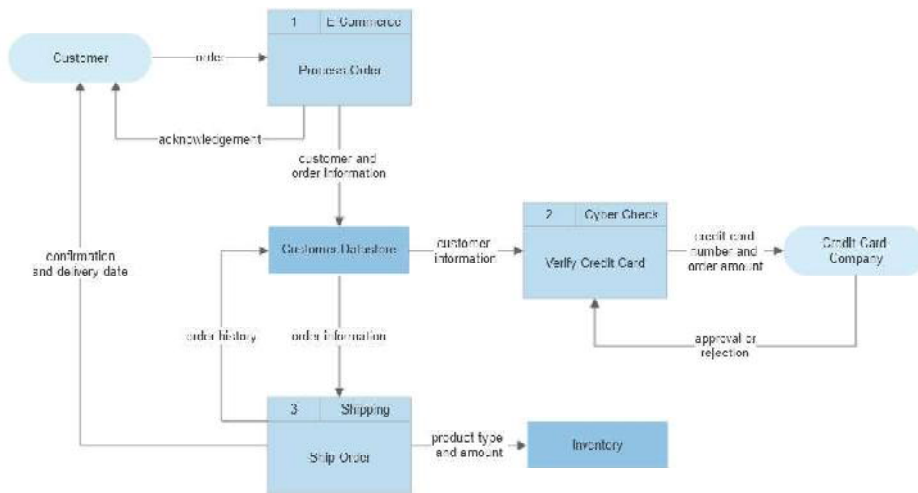 1 E-Commerce
Customer
order
Process Order
acknowledgement
customer and
order information
2 Cyber Check
confirmation
and delivery date
Customer Datastore
customer
information
Verify Credit Card
credit card
number and
order amount
Credit Card
Company
order history
order information
approval or
rejection
3 Shipping
Ship Order
product type
and amount
Inventory